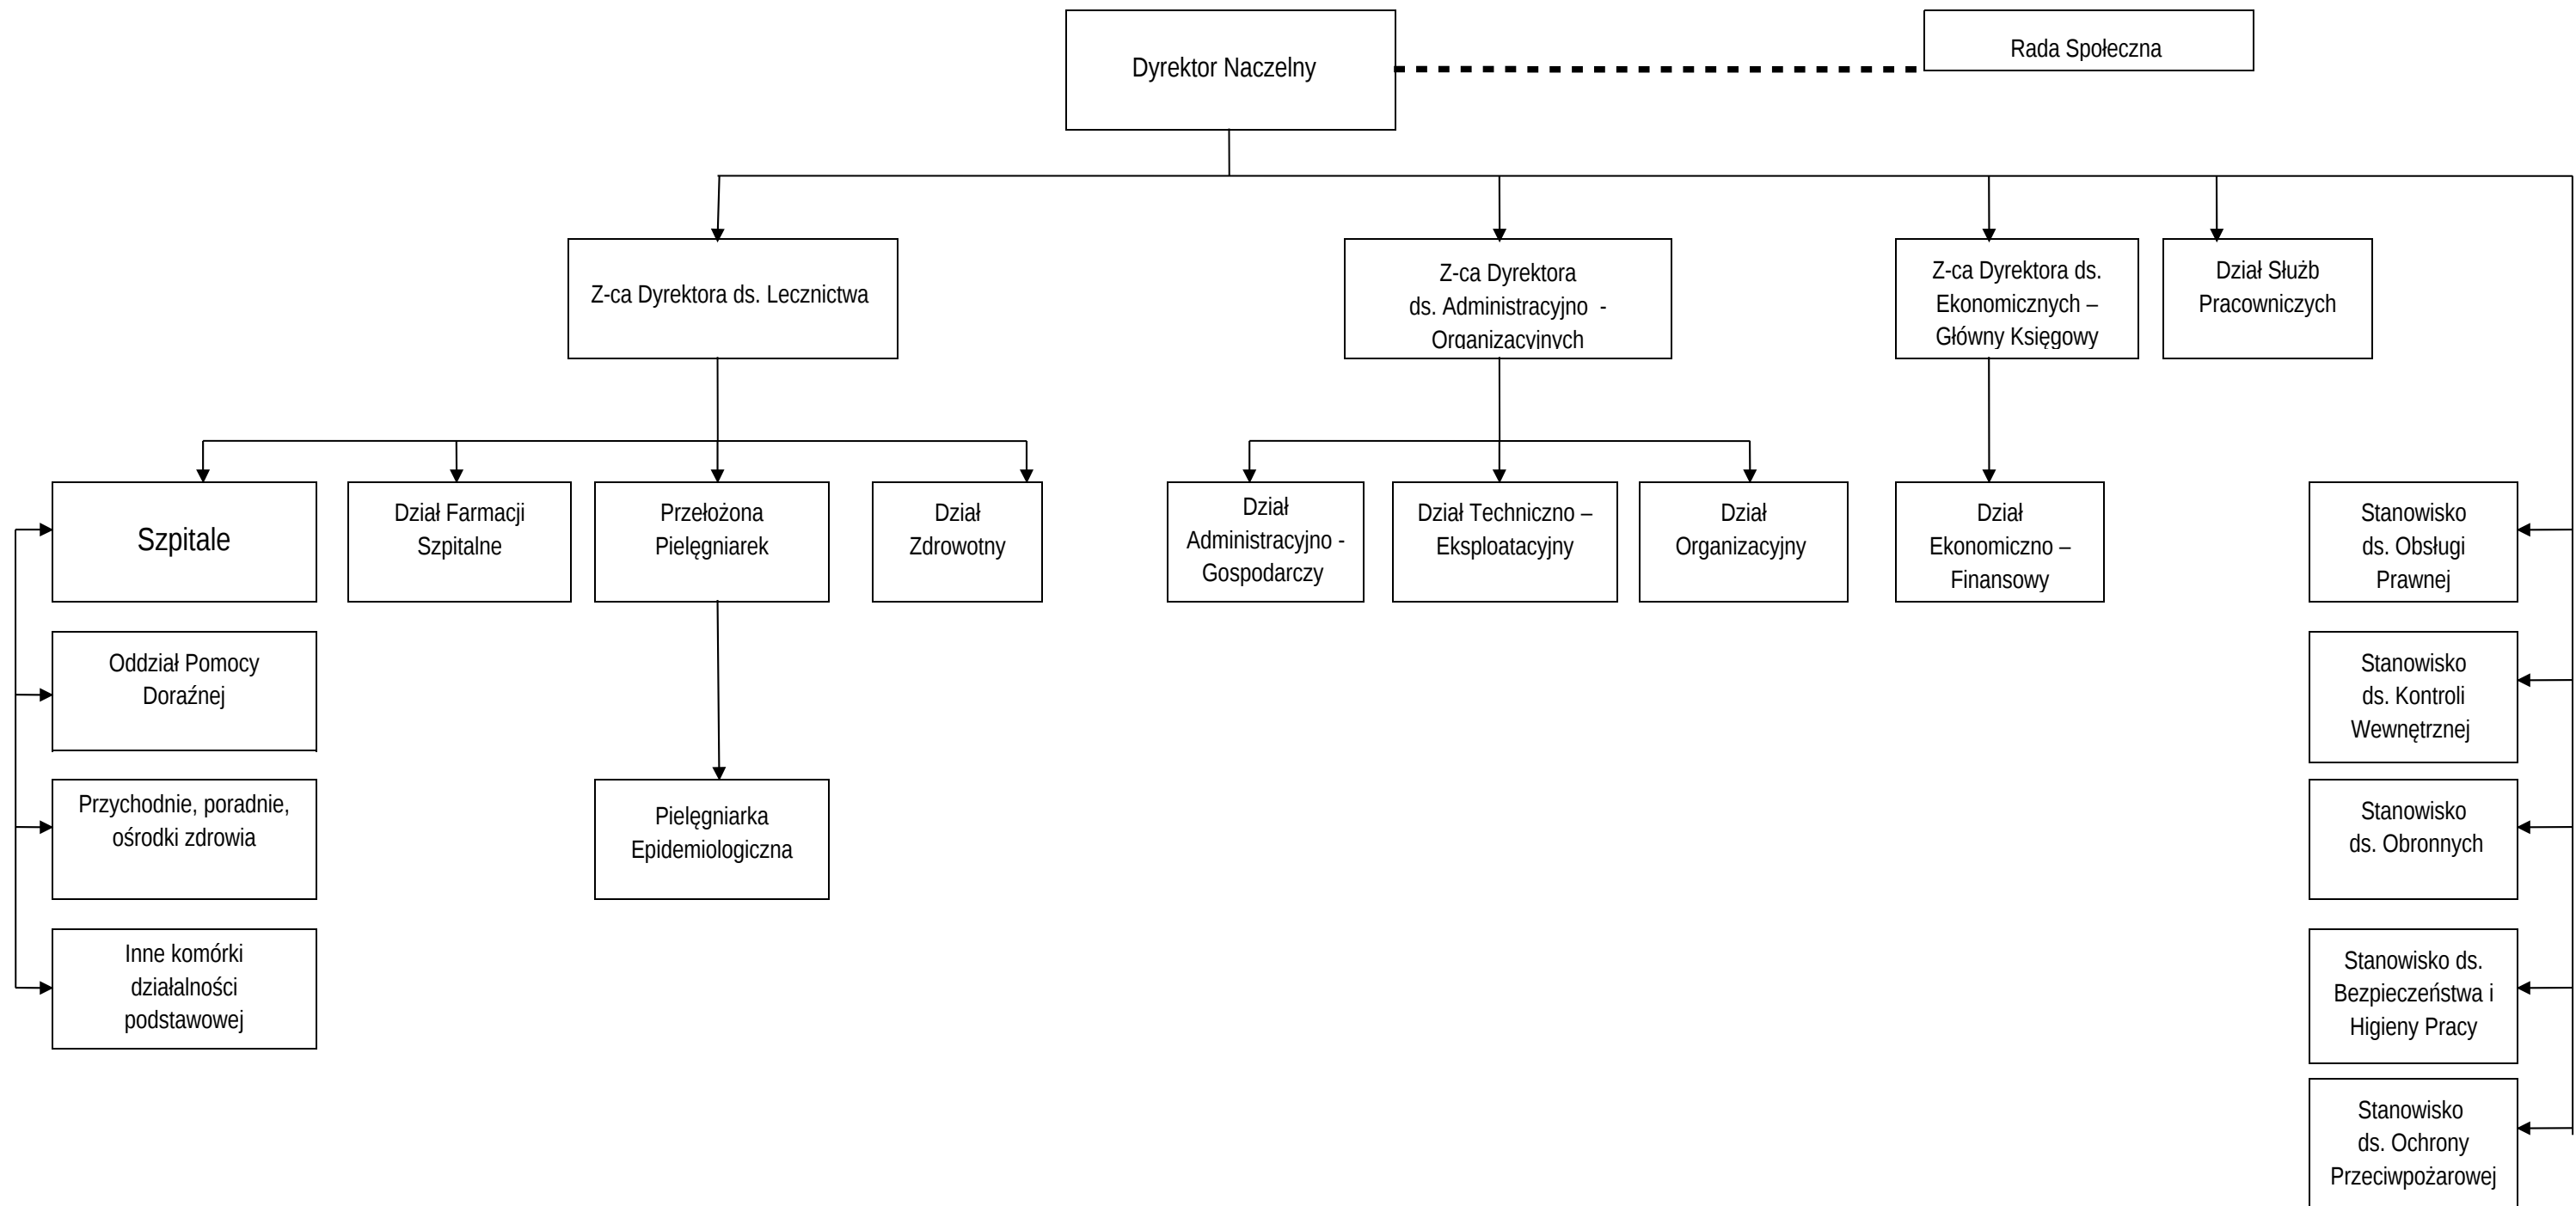 Dyrektor Naczelny
Rada Społeczna
Z-ca Dyrektora ds. Lecznictwa
Z-ca Dyrektora
ds. Administracyjno -
Organizacyjnych
Z-ca Dyrektora ds.
Ekonomicznych –
Główny Księgowy
Dział Służb
Pracowniczych
Szpitale
Dział Farmacji
Szpitalne
Przełożona
Pielęgniarek
Dział
Zdrowotny
Dział
Administracyjno -
Gospodarczy
Dział Techniczno –
Eksploatacyjny
Dział
Organizacyjny
Dział
Ekonomiczno –
Finansowy
Stanowisko
ds. Obsługi
Prawnej
Oddział Pomocy
Doraźnej
Stanowisko
ds. Kontroli
Wewnętrznej
Przychodnie, poradnie,
ośrodki zdrowia
Pielęgniarka
Epidemiologiczna
Stanowisko
ds. Obronnych
Inne komórki
działalności
podstawowej
Stanowisko ds.
Bezpieczeństwa i
Higieny Pracy
Stanowisko
ds. Ochrony
Przeciwpożarowej